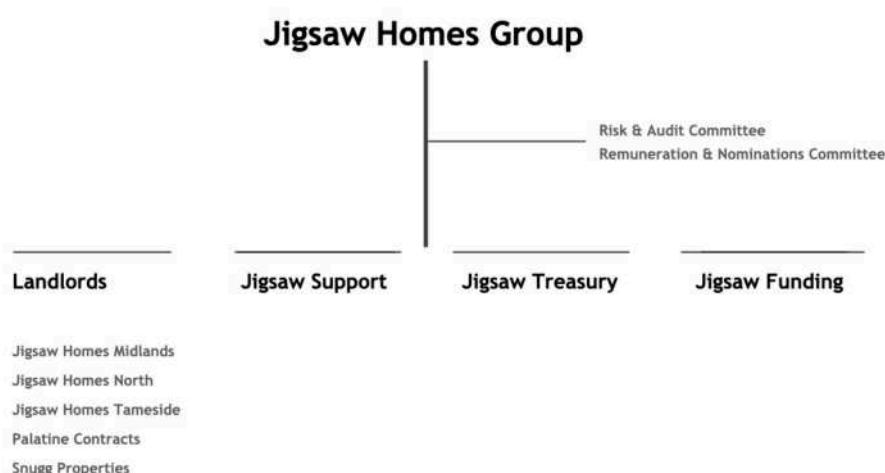 Jigsaw Homes Group
Risk & Audit Committee
Remuneration & Nominations Committee
Landlords
Jigsaw Support
Jigsaw Treasury
Jigsaw Funding
Jigsaw Homes Midlands
Jigsaw Homes North
Jigsaw Homes Tameside
Palatine Contracts
Snugg Properties